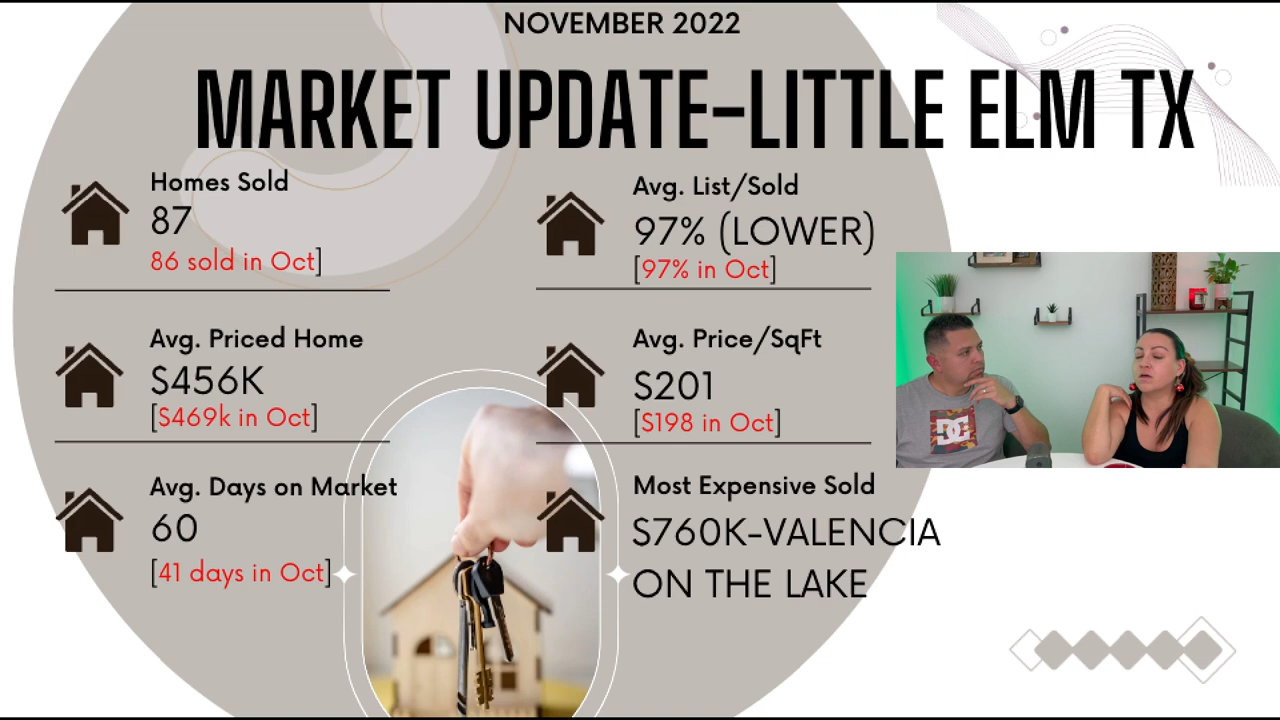 NOVEMBER 2022
MARKET UPDATE-LITTLE ELM TX
Homes Sold
87
86 sold in Oct]
Avg. List/Sold
97% (LOWER)
[97% in Oct]
Avg. Priced Home
$456K
[$469k in Oct]
Avg. Price/SqFt
$201
[$198 in Oct]
Avg. Days on Market
60
[41 days in Oct]
Most Expensive Sold
$760K-VALENCIA
ON THE LAKE
DC